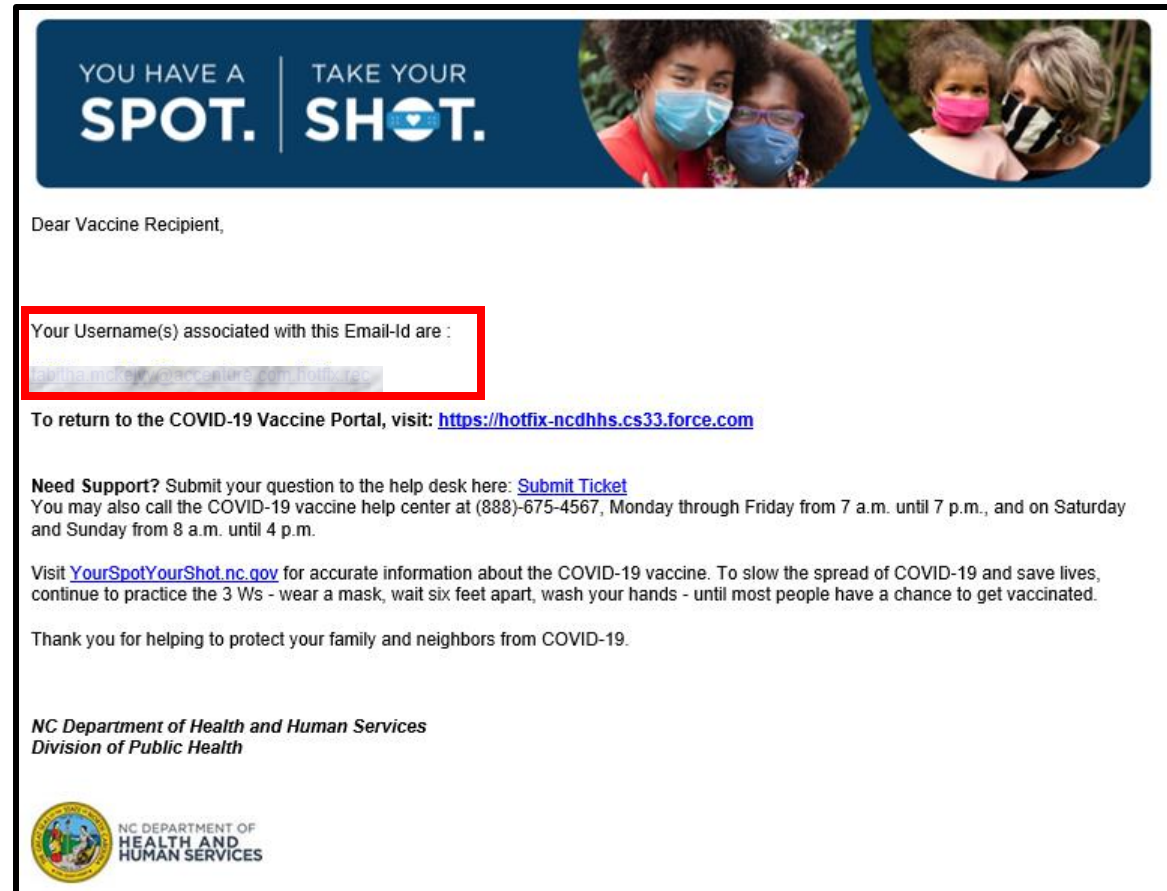 YOU HAVE A
SPOT.
TAKE YOUR
SHOT.
Dear Vaccine Recipient,
Your Username(s) associated with this Email-Id are :
To return to the COVID-19 Vaccine Portal, visit: https://hotfix-ncdhhs.cs33.force.com
Need Support? Submit your question to the help desk here: Submit Ticket
You may also call the COVID-19 vaccine help center at (888)-675-4567, Monday through Friday from 7 a.m. until 7 p.m., and on Saturday
and Sunday from 8 a.m. until 4 p.m.
Visit YourSpotYourShot.nc.gov for accurate information about the COVID-19 vaccine. To slow the spread of COVID-19 and save lives,
continue to practice the 3 Ws - wear a mask, wait six feet apart, wash your hands - until most people have a chance to get vaccinated.
Thank you for helping to protect your family and neighbors from COVID-19.
NC Department of Health and Human Services
Division of Public Health
NC DEPARTMENT OF
HEALTH AND
HUMAN SERVICES